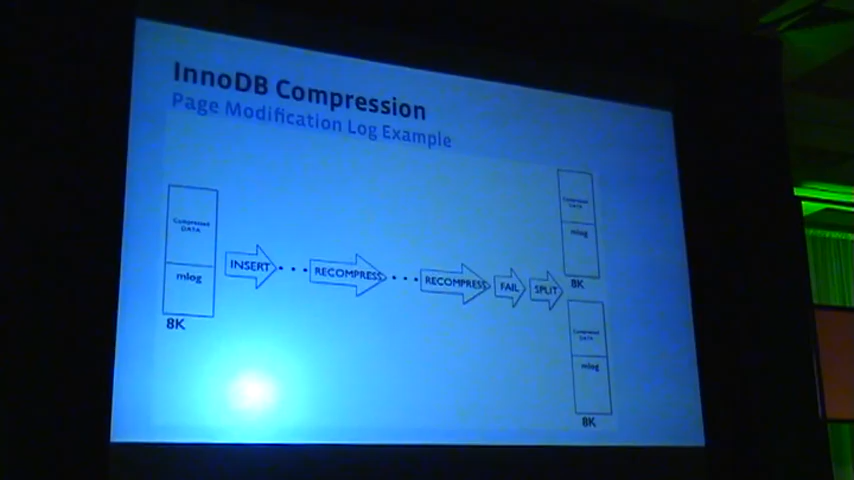 InnoDB Compression
Page Modification Log Example
Compressed
DATA
mlog
8K
INSERT
RECOMPRESS
RECOMPRESS
FAIL
SPLIT
Compressed
DATA
mlog
8K
Compressed
DATA
mlog
8K